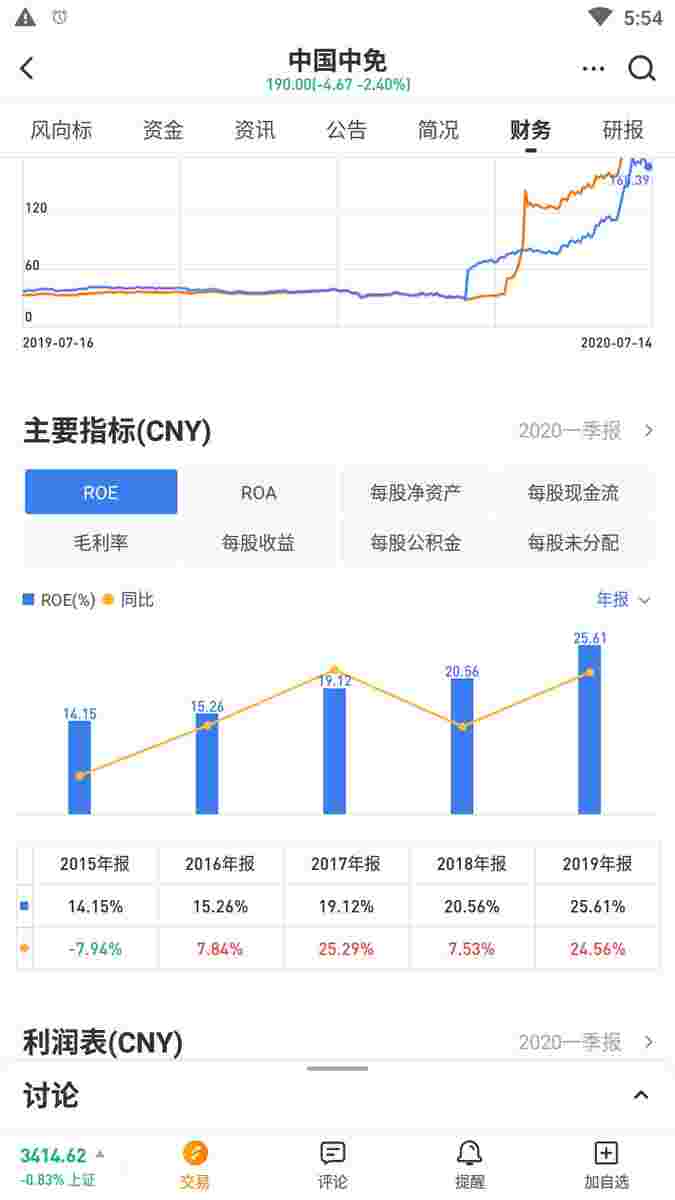 5:54
中国中免
190.00(-4.67 -2.40%)
风向标 资金 资讯 公告 简况 财务 研报
120
60
0
2019-07-16 2020-07-14
主要指标(CNY) 2020一季报
ROE ROA 每股净资产 每股现金流
毛利率 每股收益 每股公积金 每股未分配
ROE(%) 同比 年报
14.15 15.26 19.12 20.56 25.61
2015年报 2016年报 2017年报 2018年报 2019年报
14.15% 15.26% 19.12% 20.56% 25.61%
-7.94% 7.84% 25.29% 7.53% 24.56%
利润表(CNY) 2020一季报
讨论
3414.62
-0.83% 上证
交易 评论 提醒 加自选